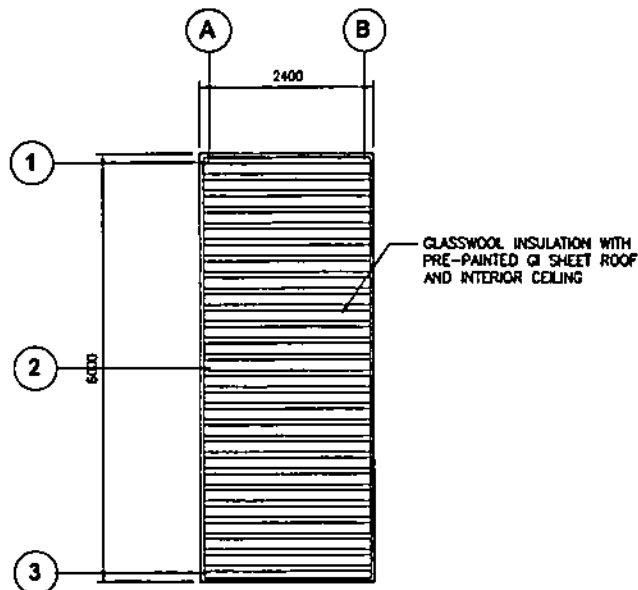 A B
2400
1
GLASSWOOL INSULATION WITH
PRE-PAINTED GI SHEET ROOF
AND INTERIOR CEILING
2
6000
3